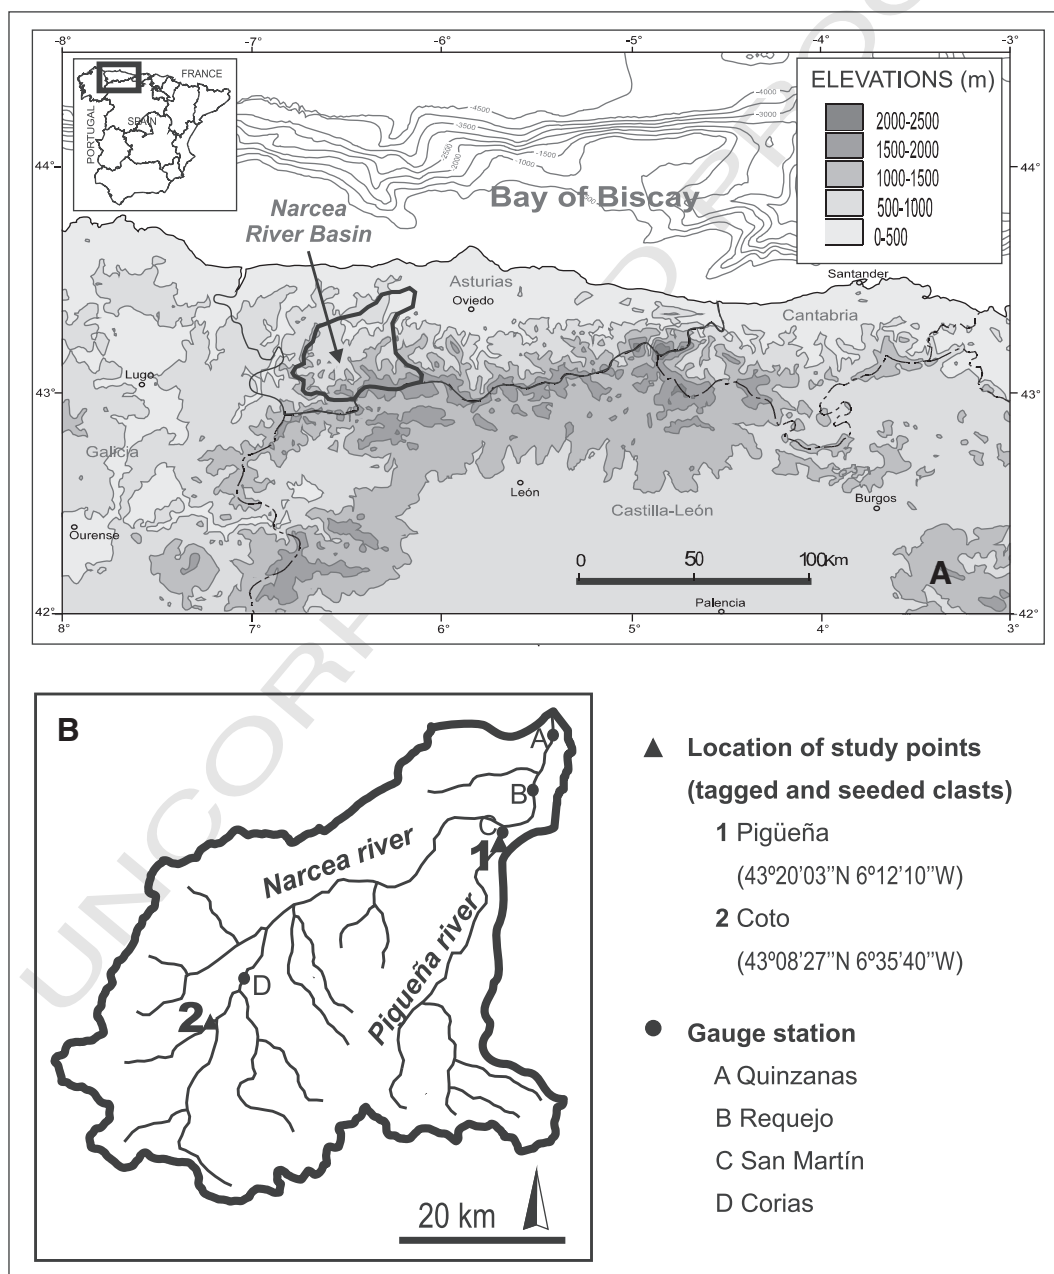 -8°
-7°
-6°
-5°
-4°
-3°
FRANCE
SPAIN
PORTUGAL
ELEVATIONS (m)
2000-2500
1500-2000
1000-1500
500-1000
0-500
-4500
-3500
-2500
-2000
-1500
-1000
-4000
-3000
44°
44°
Bay of Biscay
Narcea
River Basin
Asturias
Oviedo
Santander
Cantabria
Lugo
43°
43°
Galicia
León
Castilla-León
Burgos
Ourense
0
50
100Km
A
Palencia
42°
42°
8°
7°
6°
5°
4°
3°
B
A
B
C
1
Narcea river
Pigueña river
D
2
20 km
Location of study points
(tagged and seeded clasts)
1 Pigüeña
(43º20'03’’N 6º12'10’’W)
2 Coto
(43º08'27’’N 6º35'40’’W)
Gauge station
A Quinzanas
B Requejo
C San Martín
D Corias